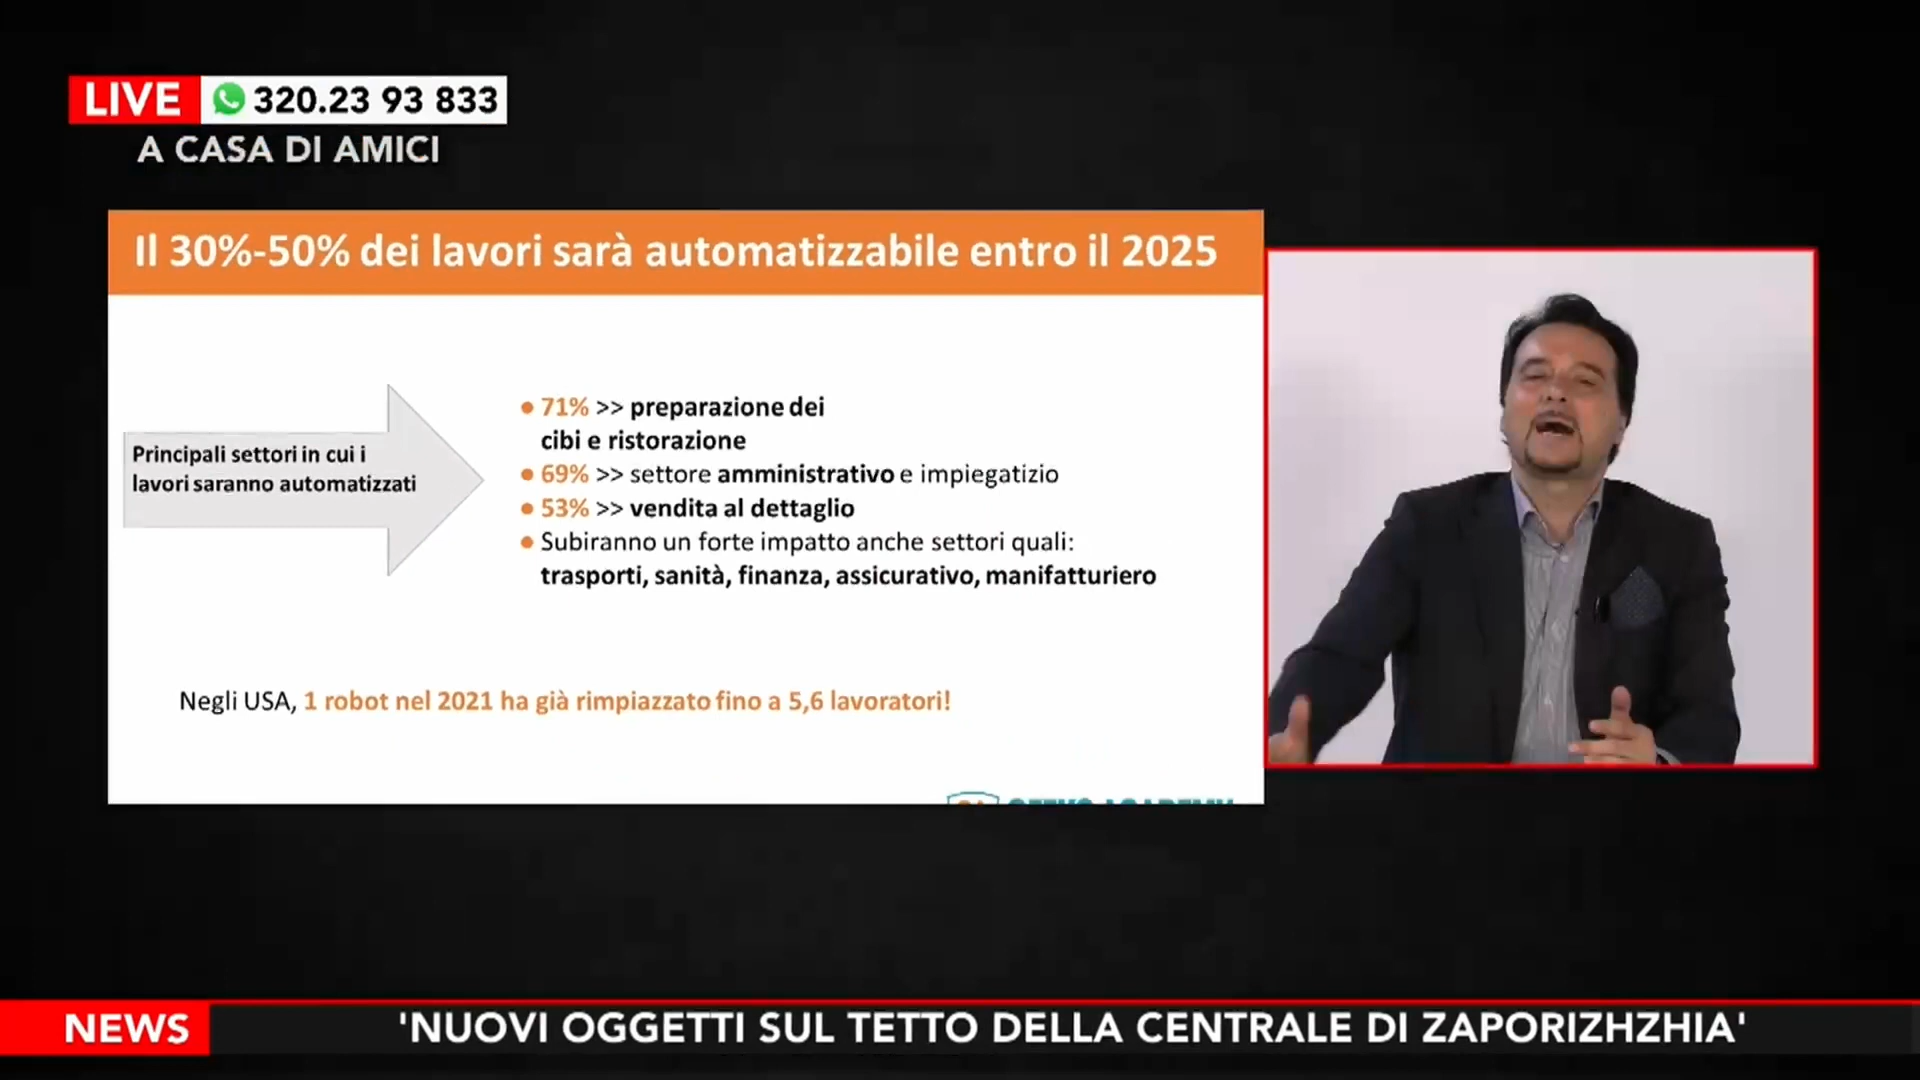 LIVE 320.23 93 833
A CASA DI AMICI
Il 30%-50% dei lavori sarà automatizzabile entro il 2025
Principali settori in cui i
lavori saranno automatizzati
● 71% >> preparazione dei
cibi e ristorazione
● 69% >> settore amministrativo e impiegatizio
● 53% >> vendita al dettaglio
● Subiranno un forte impatto anche settori quali:
trasporti, sanità, finanza, assicurativo, manifatturiero
Negli USA, 1 robot nel 2021 ha già rimpiazzato fino a 5,6 lavoratori!
NEWS 'NUOVI OGGETTI SUL TETTO DELLA CENTRALE DI ZAPORIZHZHIA'